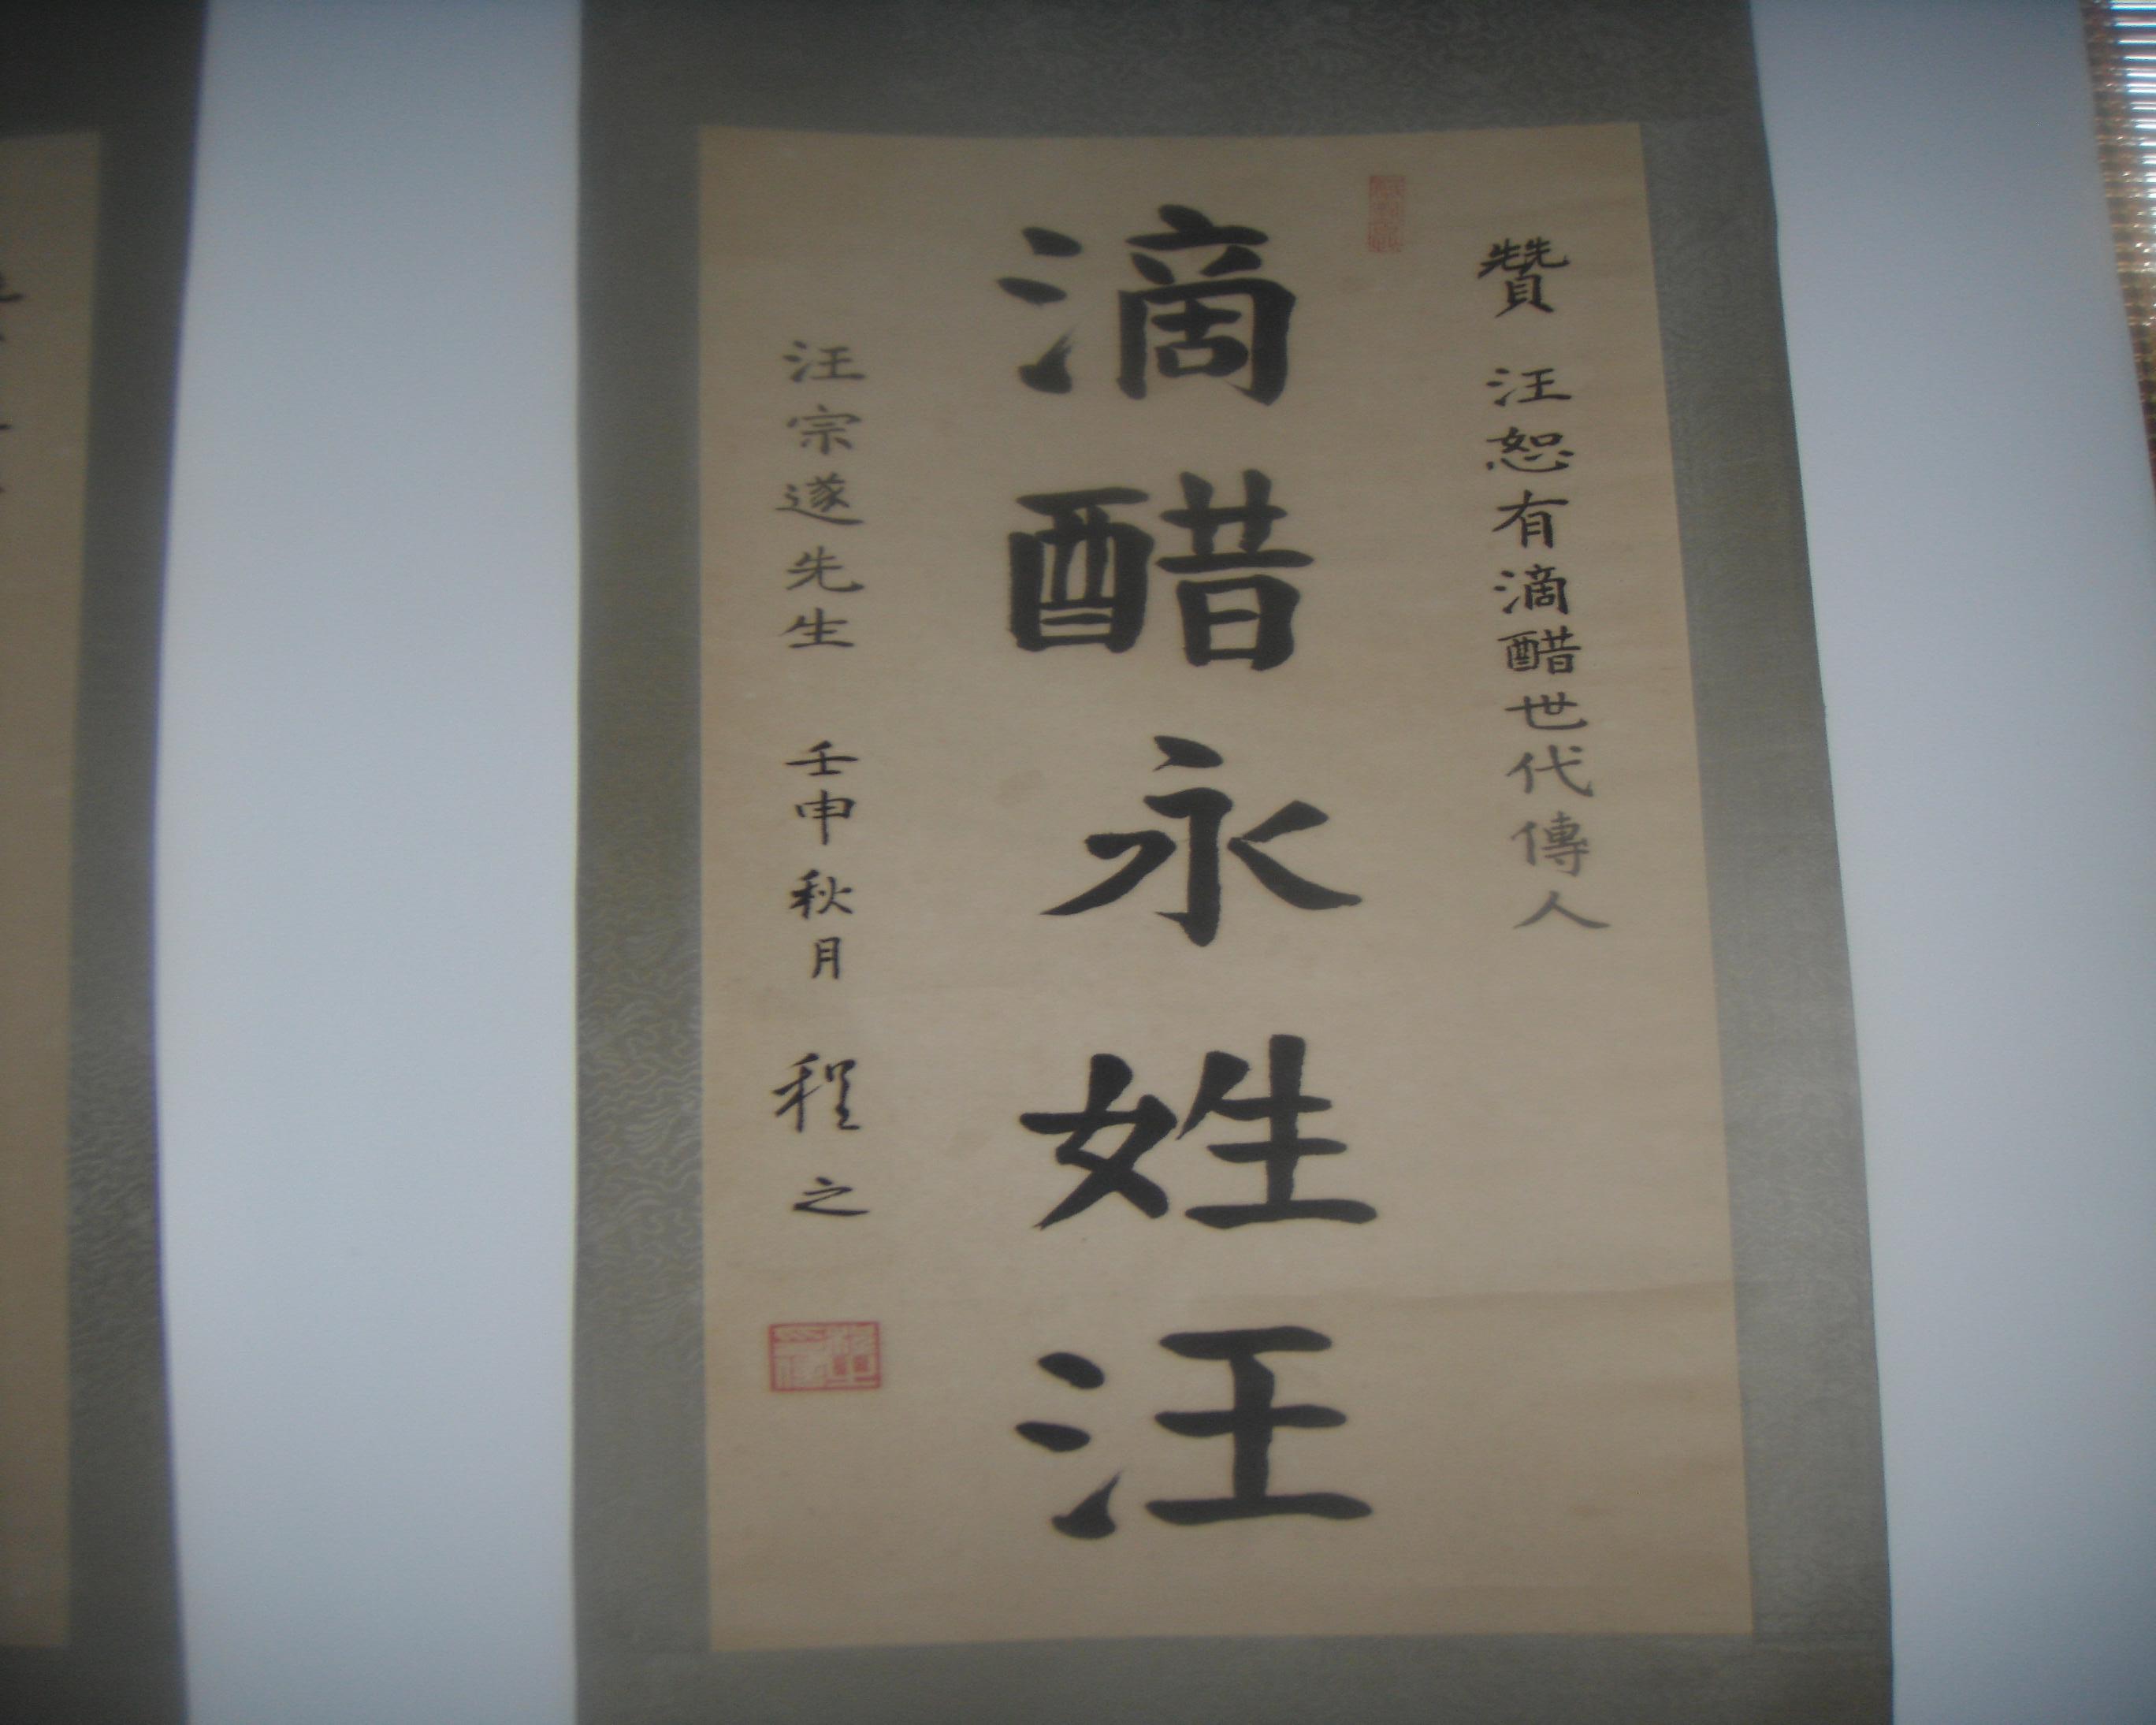 贊 汪恕有滴醋世代傳人
滴醋永姓汪
汪宗遂先生 壬申秋月 程之